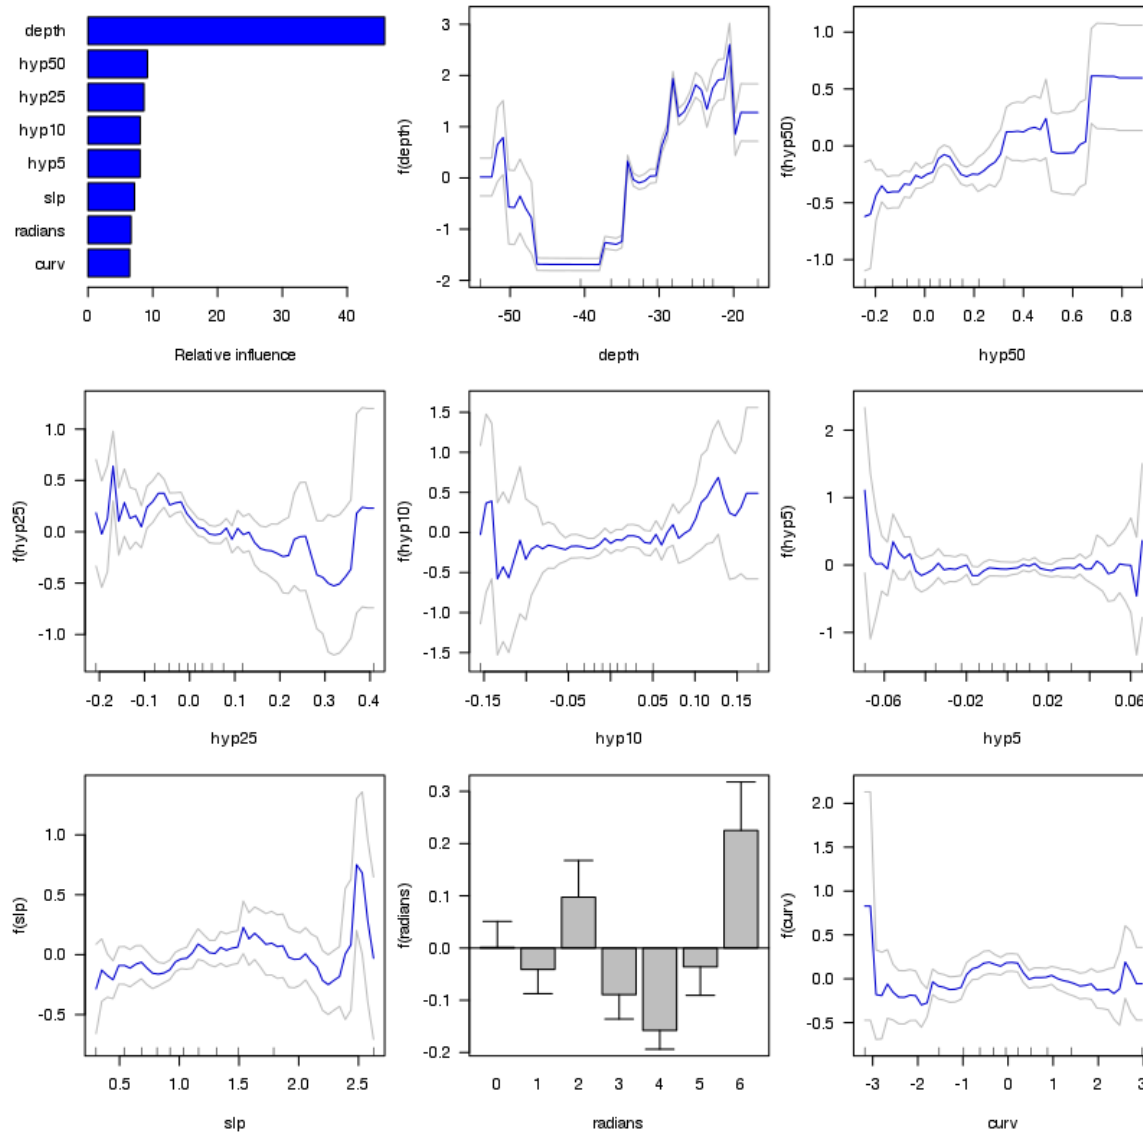 depth
hyp50
hyp25
hyp10
hyp5
slp
radians
curv
0 10 20 30 40
Relative influence
f(depth)
3
2
1
0
-1
-2
-50 -40 -30 -20
depth
f(hyp50)
1.0
0.5
0.0
-0.5
-1.0
-0.2 0.0 0.2 0.4 0.6 0.8
hyp50
f(hyp25)
1.0
0.5
0.0
-0.5
-1.0
-0.2 -0.1 0.0 0.1 0.2 0.3 0.4
hyp25
f(hyp10)
1.5
1.0
0.5
0.0
-0.5
-1.0
-1.5
-0.15 -0.05 0.05 0.15
hyp10
f(hyp5)
2
1
0
-1
-0.06 -0.02 0.02 0.06
hyp5
f(slp)
1.0
0.5
0.0
-0.5
0.5 1.0 1.5 2.0 2.5
slp
f(radians)
0.3
0.2
0.1
0.0
-0.1
-0.2
0 1 2 3 4 5 6
radians
f(curv)
2.0
1.5
1.0
0.5
0.0
-0.5
-3 -2 -1 0 1 2 3
curv